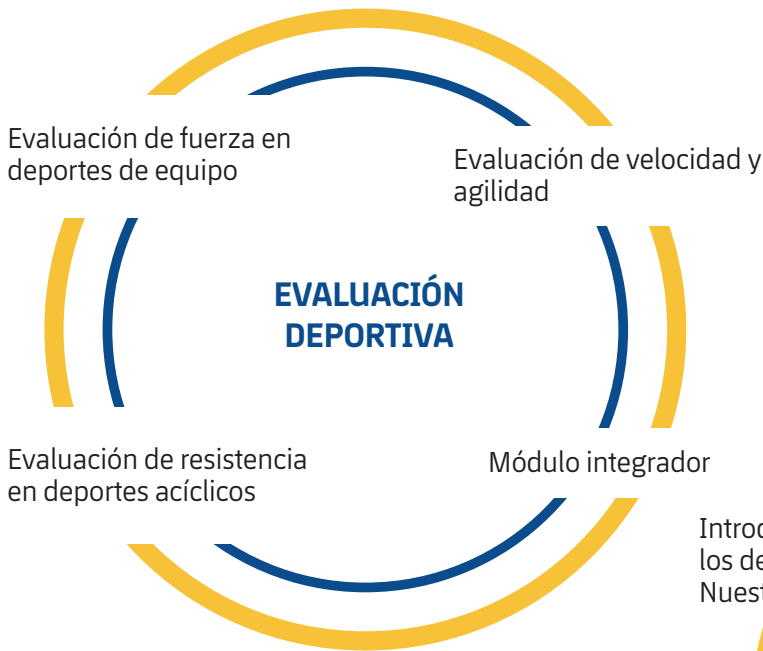 Evaluación de fuerza en
deportes de equipo
Evaluación de velocidad y
agilidad
EVALUACIÓN
DEPORTIVA
Evaluación de resistencia
en deportes acíclicos
Módulo integrador
los